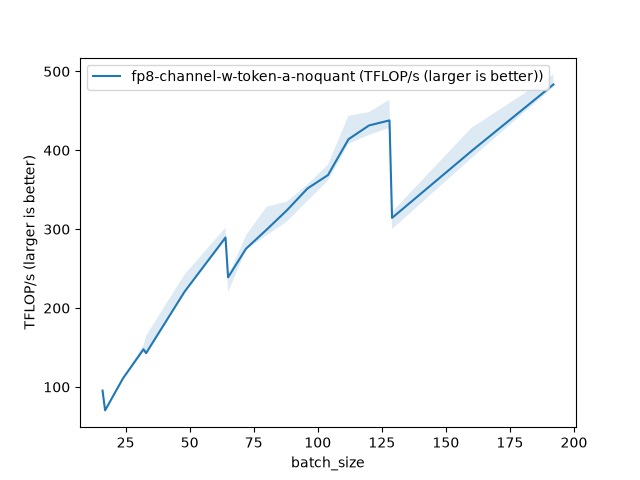 fp8-channel-w-token-a-noquant (TFLOP/s (larger is better))
500
400
300
200
100
TFLOP/s (larger is better)
25 50 75 100 125 150 175 200
batch_size